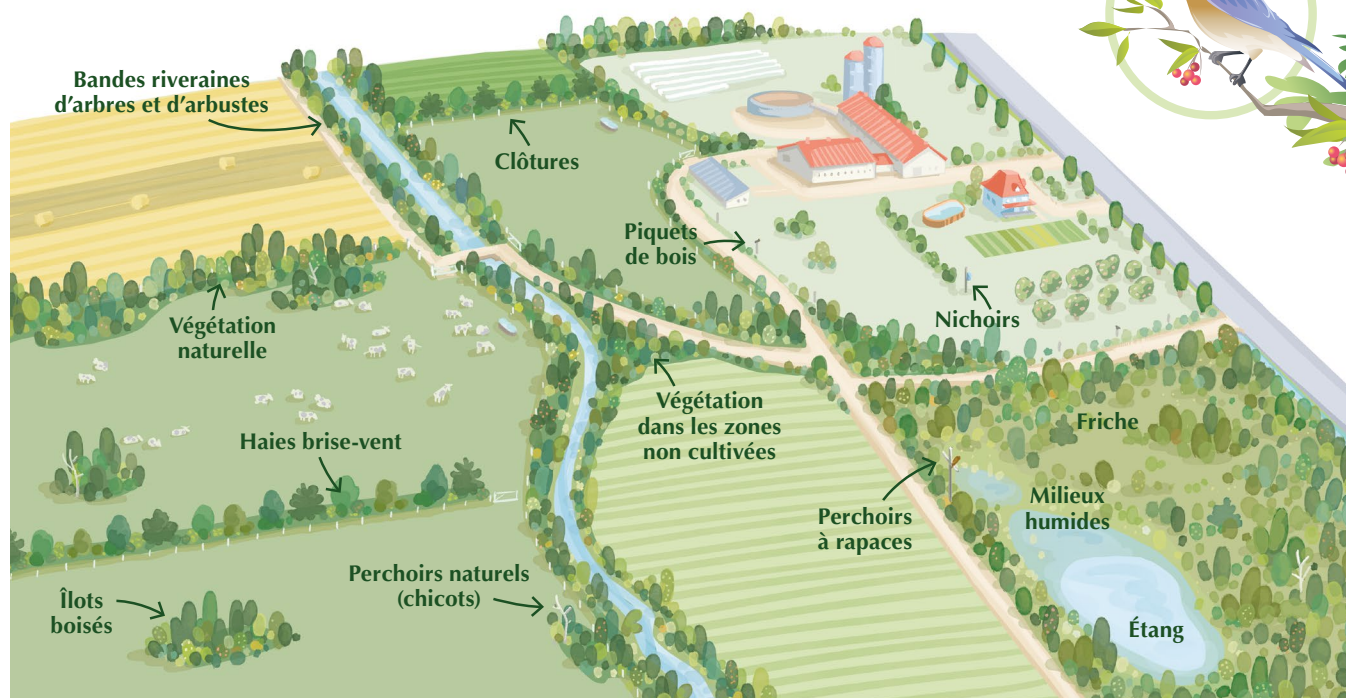 Bandes riveraines
d'arbres et d'arbustes
Clôtures
Piquets
de bois
Végétation
naturelle
Nichoirs
Végétation
dans les zones
non cultivées
Friche
Haies brise-vent
Perchoirs
à rapaces
Milieux
humides
Perchoirs naturels
(chicots)
Îlots
boisés
Étang